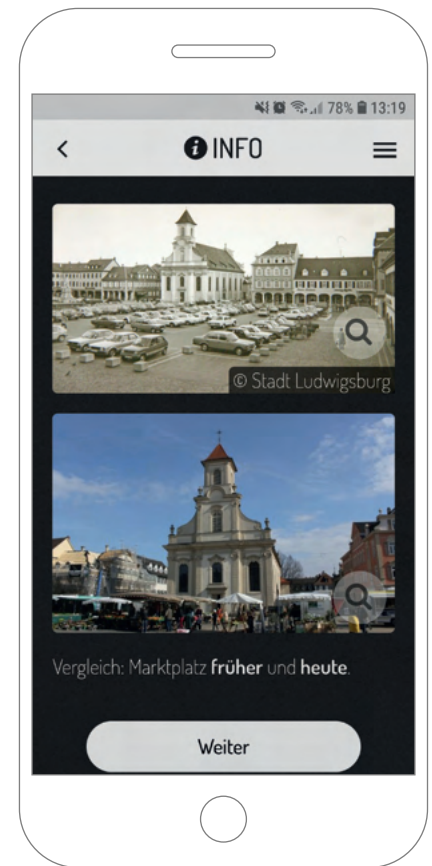 78% 13:19
INFO
© Stadt Ludwigsburg
Vergleich: Marktplatz früher und heute.
Weiter